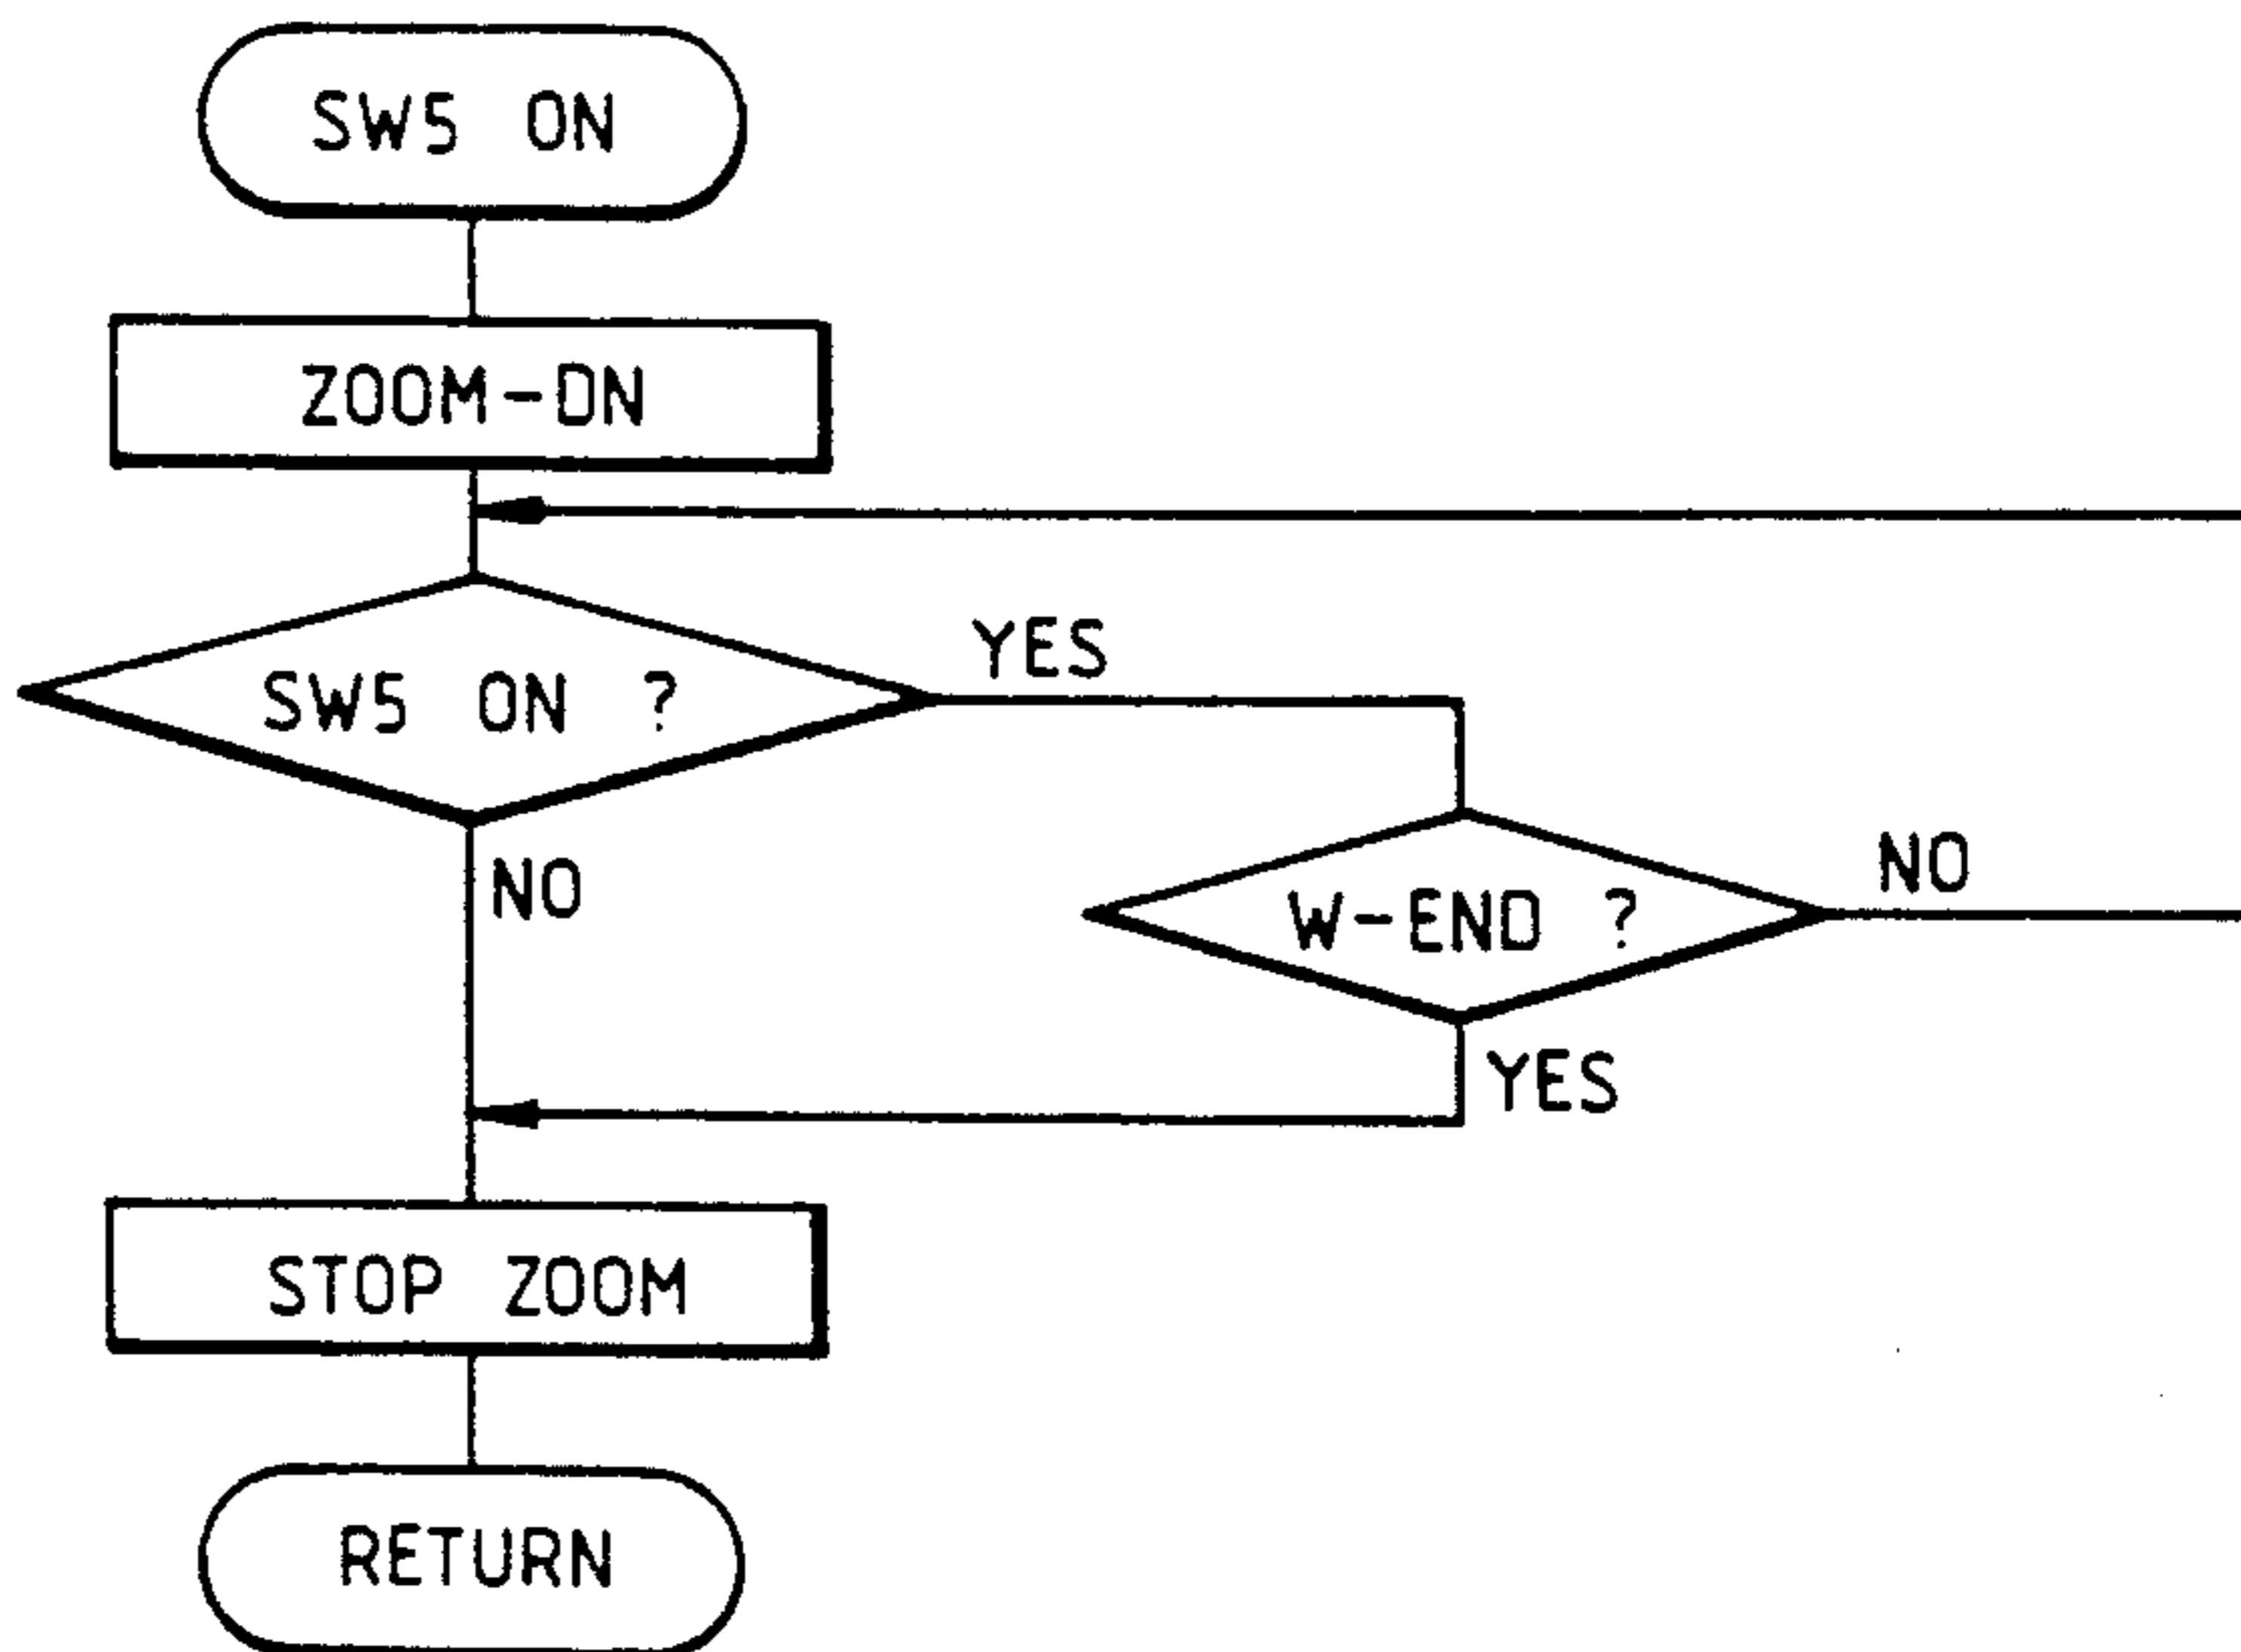 SW5 ON
ZOOM-DN
SW5 ON ?
YES
NO
W-END ?
NO
YES
STOP ZOOM
RETURN